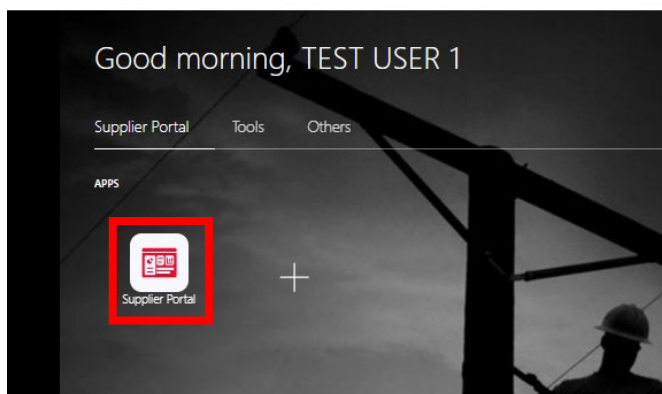 Good morning, TEST USER 1
Supplier Portal Tools Others
APPS
Supplier Portal